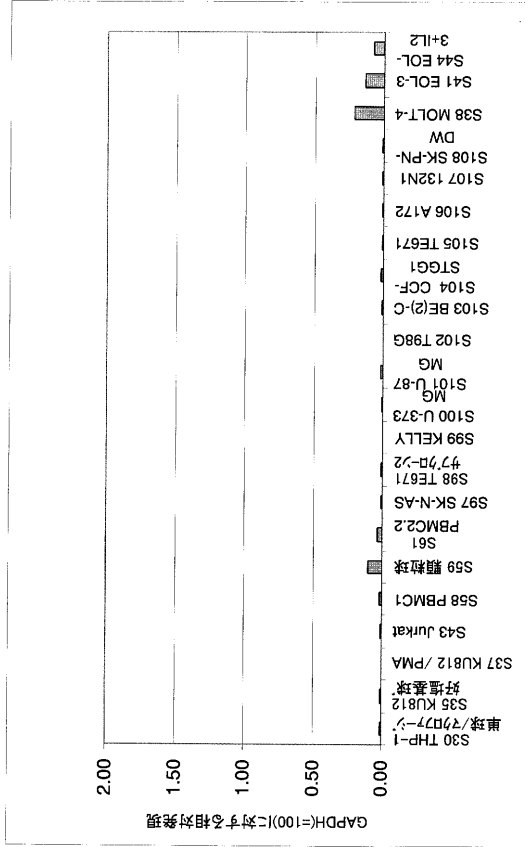 GAPDH(=100)に対する相対発現
2.00
1.00
0.50
0.00
S30 THP-1
単球/マクロファージ
S35 KU812
好塩基球
S37 KU812 / PMA
S43 Jurkat
S58 PBMC1
S59 顆粒球
S61
PBMC2.2
S97 SK-N-AS
S98 TE671
サブクローン2
S99 KELLY
S100 U-373
MG
S101 U-87
MG
S102 T98G
S103 BE(2)-C
S104 CCF-
STGG1
S105 TE671
S106 A172
S107 132N1
S108 SK-PN-
DW
S38 MOLT-4
S41 EOL-3
S44 EOL-
3+IL2